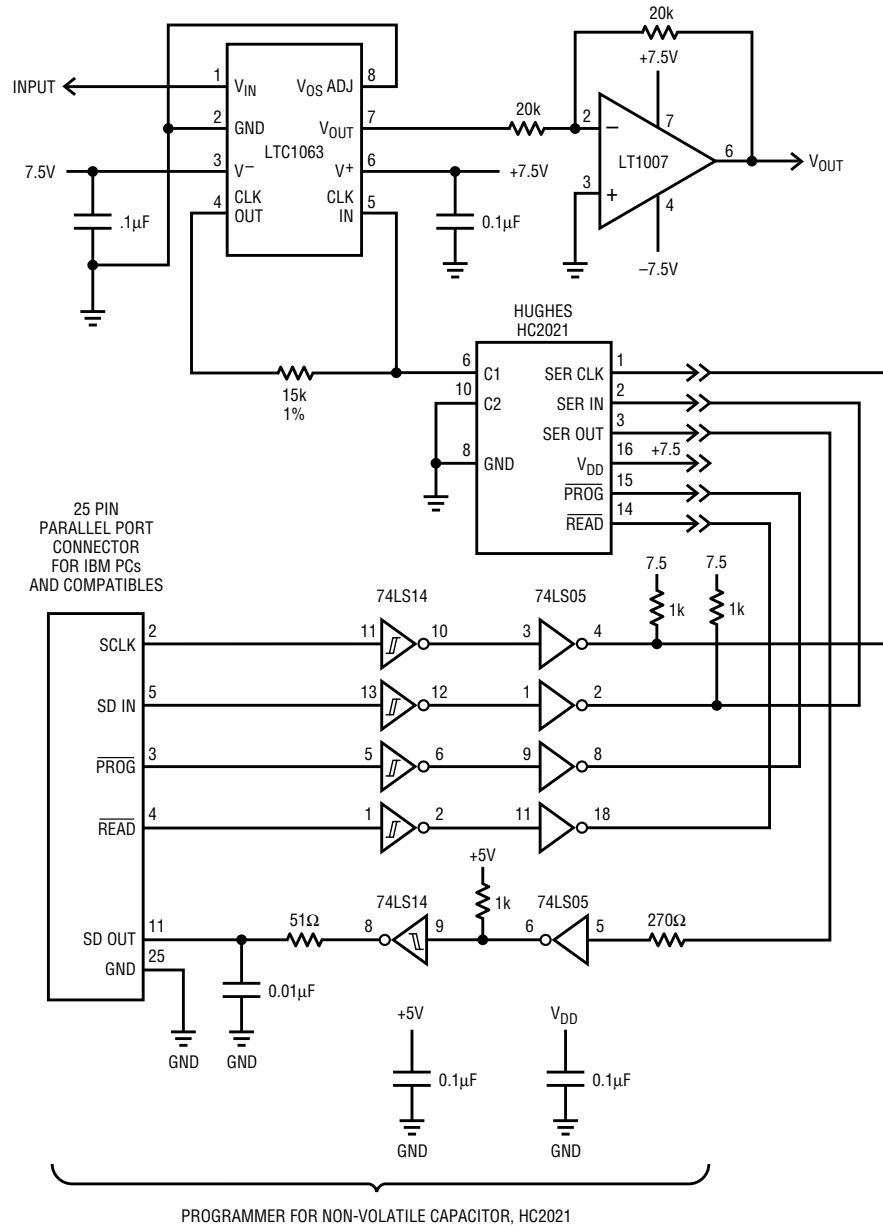 20k
+7.5V
INPUT
1
V_IN
V_OS ADJ
8
2
GND
V_OUT
7
20k
2
−
7
LT1007
6
V_OUT
LTC1063
7.5V
3
V−
V+
6
+7.5V
3
+
4
4
CLK
OUT
CLK
IN
5
.1µF
0.1µF
–7.5V
HUGHES
HC2021
15k
1%
6
C1
SER CLK
1
10
C2
SER IN
2
SER OUT
3
8
GND
V_DD
16
+7.5
PROG
15
READ
14
25 PIN
PARALLEL PORT
CONNECTOR
FOR IBM PCs
AND COMPATIBLES
7.5
7.5
1k
1k
74LS14
74LS05
SCLK
2
11
10
3
4
SD IN
5
13
12
1
2
PROG
3
5
6
9
8
READ
4
1
2
11
18
+5V
1k
74LS14
74LS05
SD OUT
11
51Ω
8
9
6
5
270Ω
GND
25
0.01µF
GND
GND
+5V
0.1µF
GND
V_DD
0.1µF
GND
PROGRAMMER FOR NON-VOLATILE CAPACITOR, HC2021